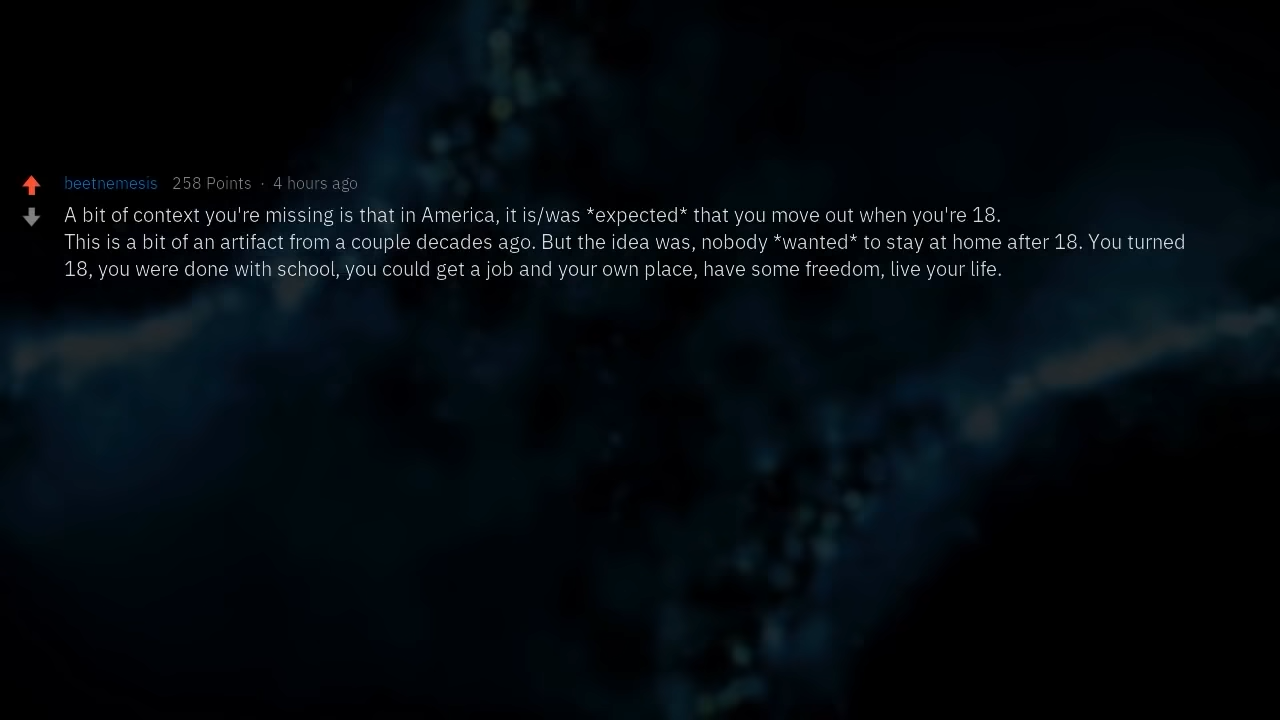 beetnemesis 258 Points · 4 hours ago
A bit of context you're missing is that in America, it is/was *expected* that you move out when you're 18.
This is a bit of an artifact from a couple decades ago. But the idea was, nobody *wanted* to stay at home after 18. You turned
18, you were done with school, you could get a job and your own place, have some freedom, live your life.